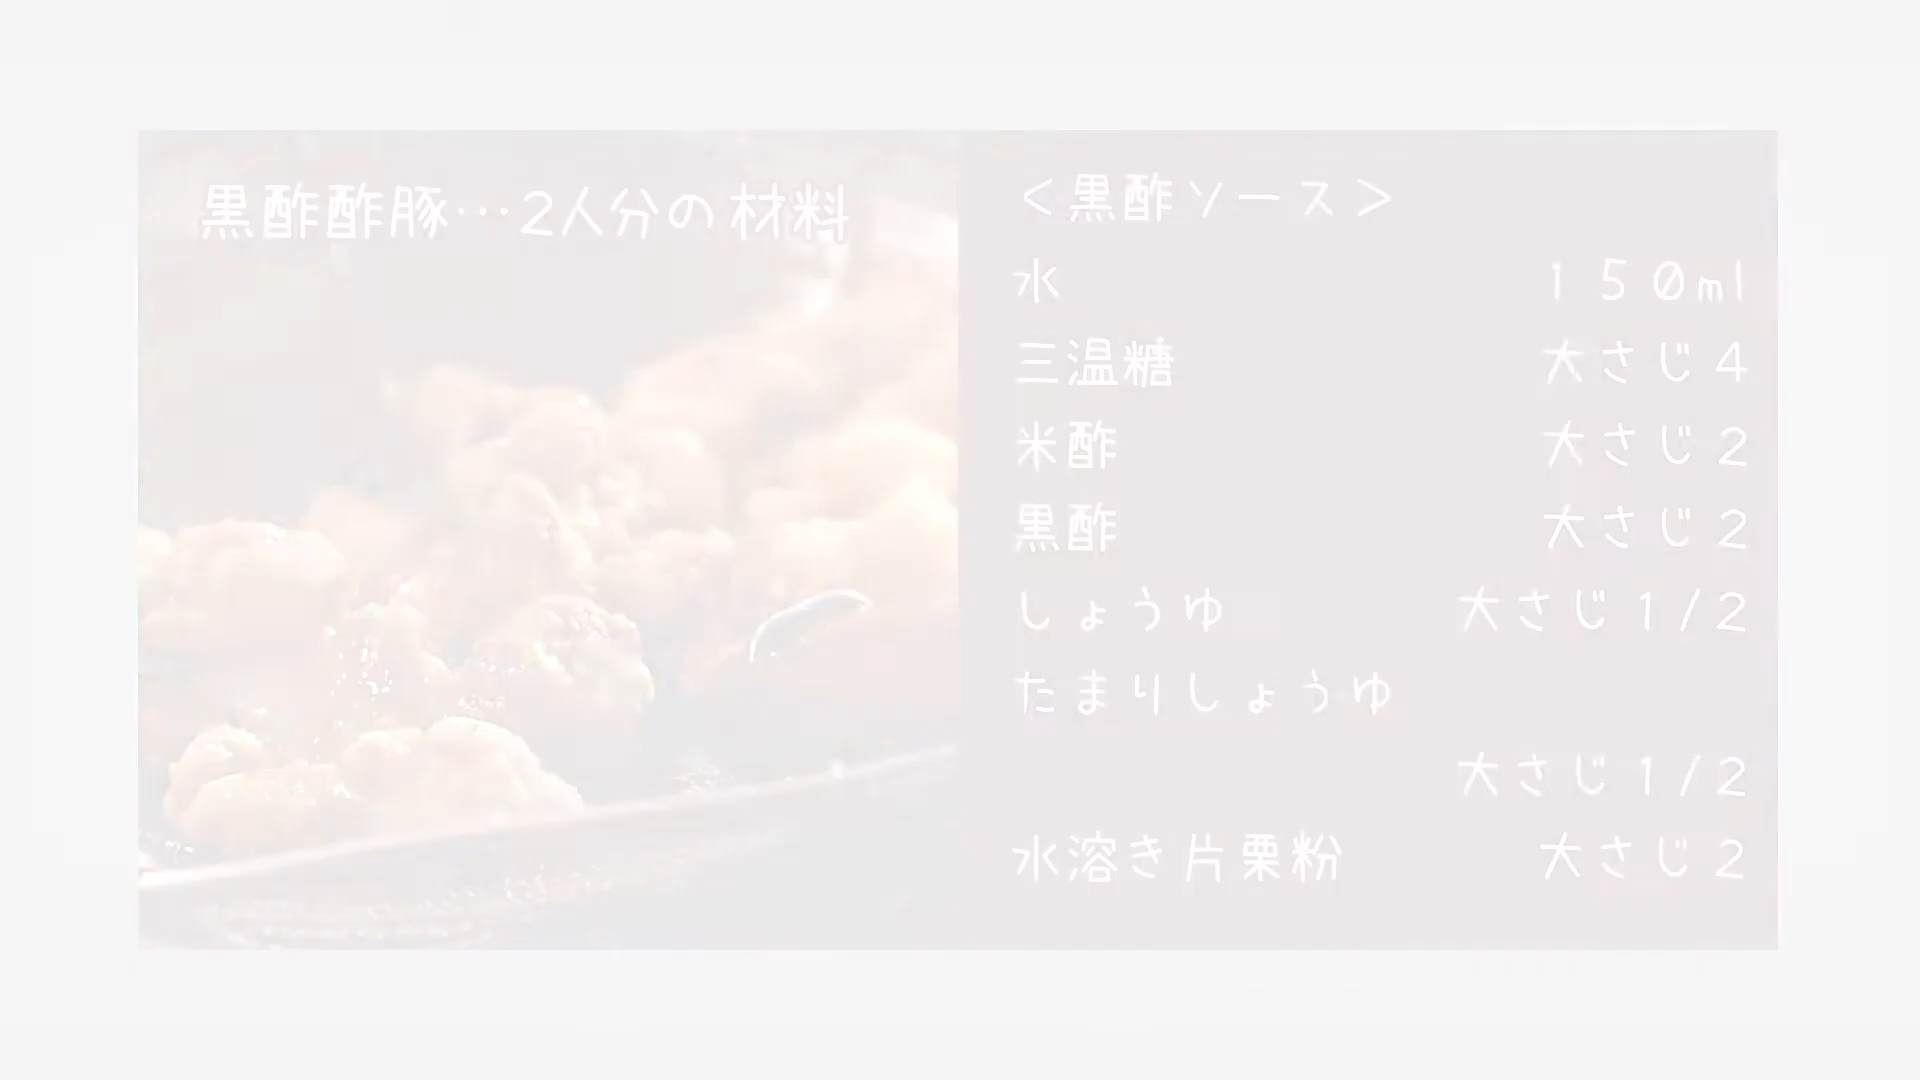 黒酢酢豚…2人分の材料
＜黒酢ソース＞
水 １５０ml
三温糖 大さじ４
米酢 大さじ２
黒酢 大さじ２
しょうゆ 大さじ１/２
たまりしょうゆ
大さじ１/２
水溶き片栗粉 大さじ２